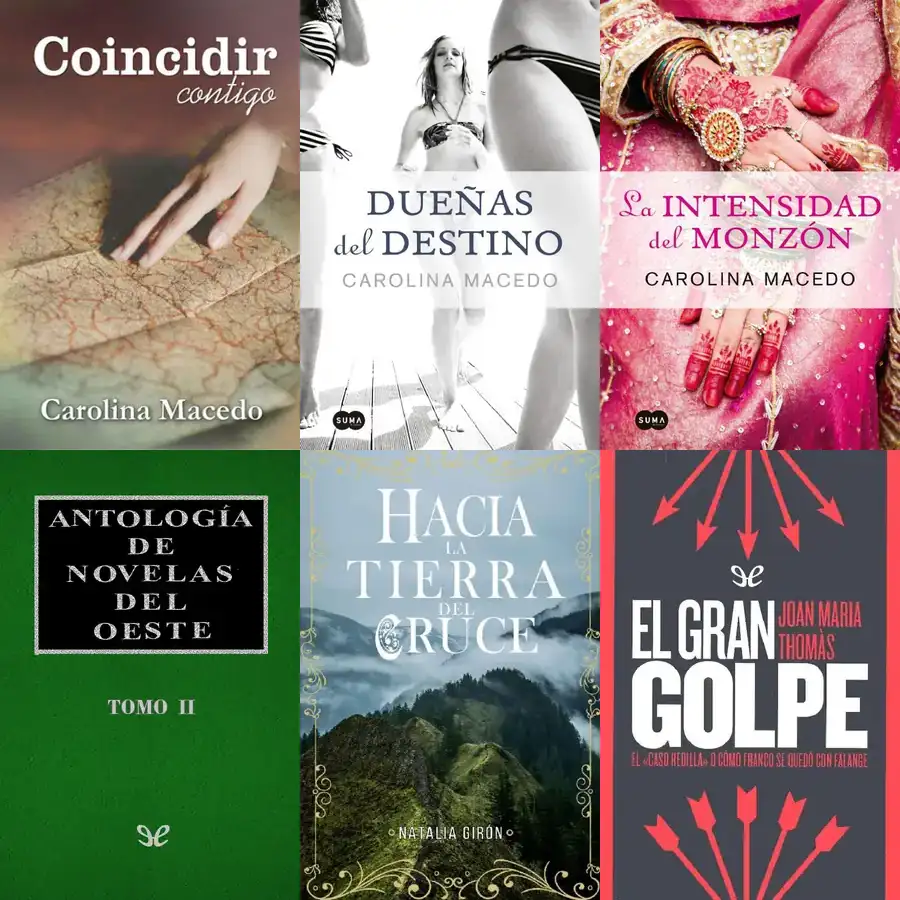 Coincidir
contigo
Carolina Macedo
DUEÑAS
del DESTINO
CAROLINA MACEDO
SUMA
La INTENSIDAD
del MONZÓN
CAROLINA MACEDO
SUMA
ANTOLOGÍA
DE
NOVELAS
DEL
OESTE
TOMO II
HACIA
LA
TIERRA
DEL
CRUCE
NATALIA GIRÓN
EL GRAN
JOAN MARIA
THOMÀS
GOLPE
EL «CASO HEDILLA» O CÓMO FRANCO SE QUEDÓ CON FALANGE